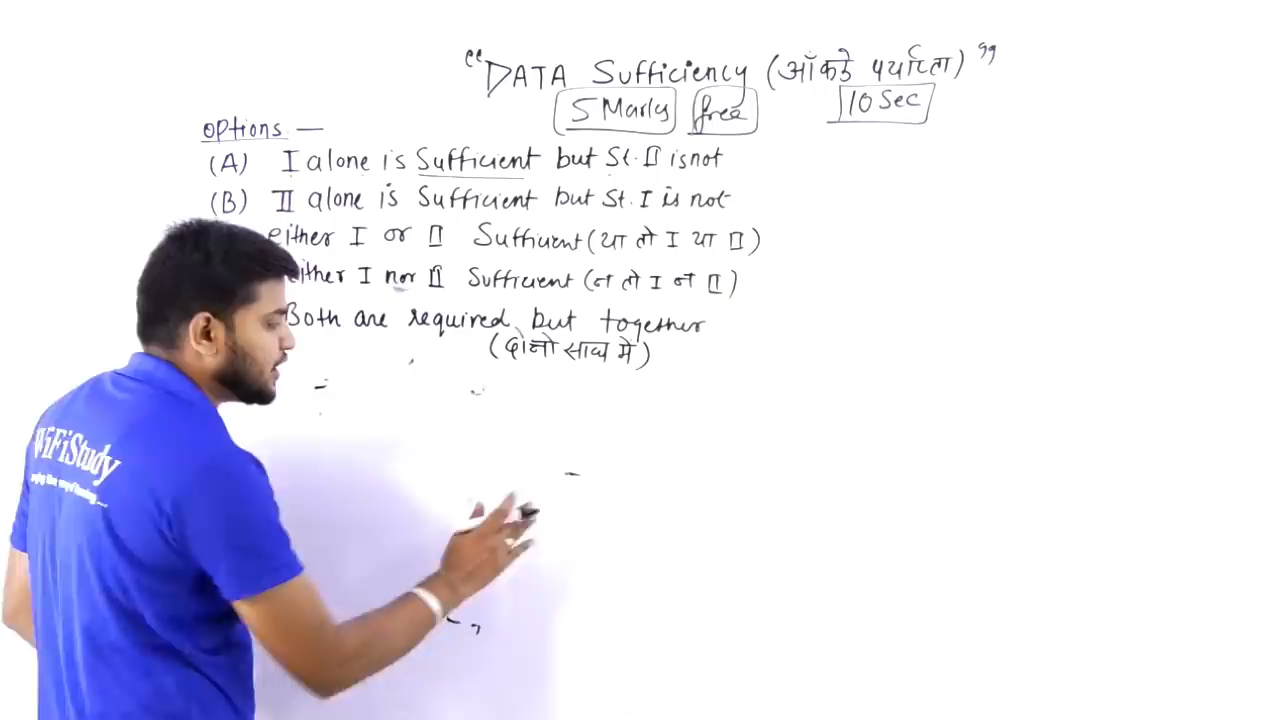 "DATA Sufficiency (आँकडे पर्याप्ता)"
5 Marks free 10 Sec
options —
(A) I alone is Sufficient but St. II is not
(B) II alone is Sufficient but St. I is not
either I or II Sufficient (या तो I या II)
either I nor II Sufficient (न तो I न II)
Both are required but together
(दोनो साथ मे)
WiFiStudy